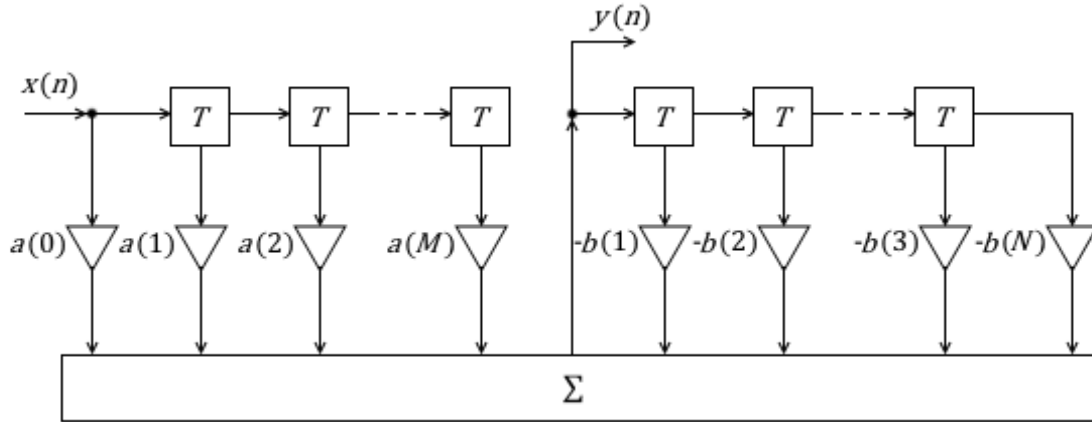 y(n)
x(n)
T T T T T T
a(0) a(1) a(2) a(M) -b(1) -b(2) -b(3) -b(N)
Σ